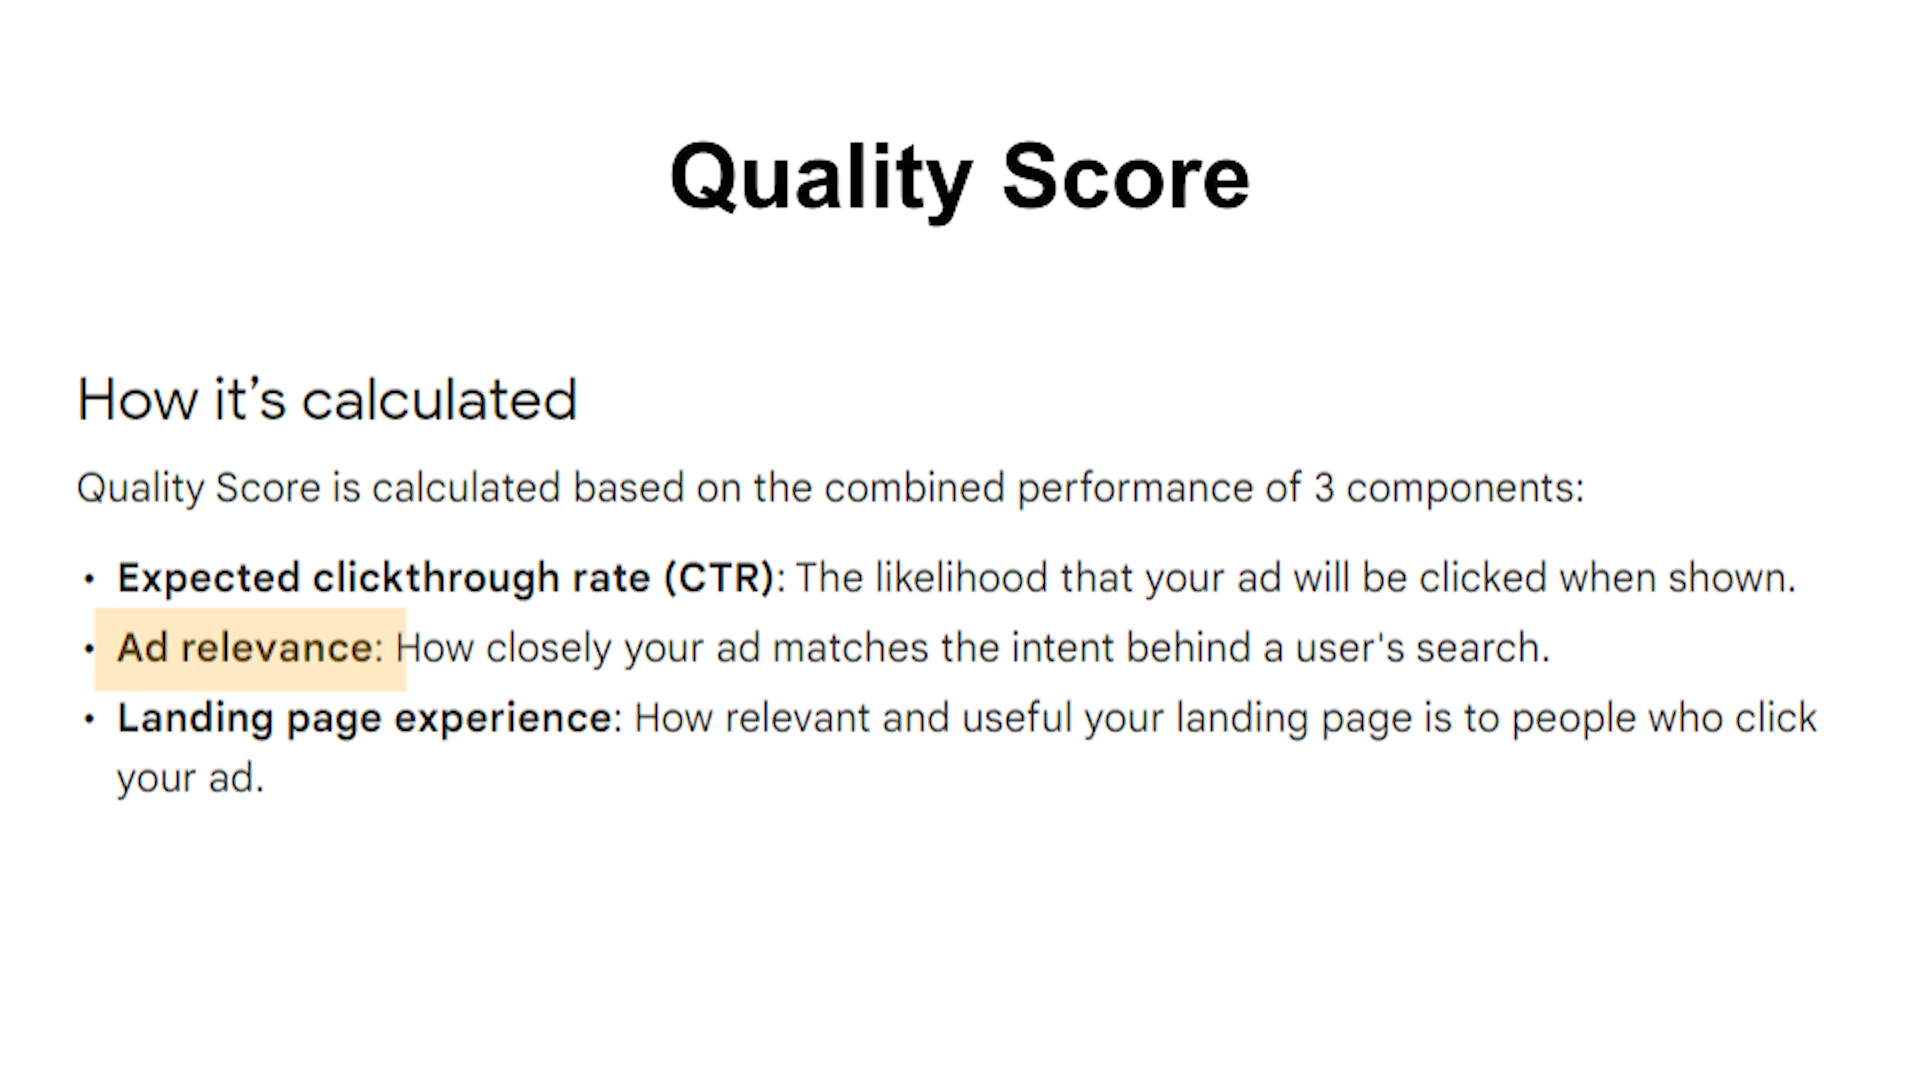 Quality Score
How it’s calculated
Quality Score is calculated based on the combined performance of 3 components:
• Expected clickthrough rate (CTR): The likelihood that your ad will be clicked when shown.
• Ad relevance: How closely your ad matches the intent behind a user's search.
• Landing page experience: How relevant and useful your landing page is to people who click
your ad.